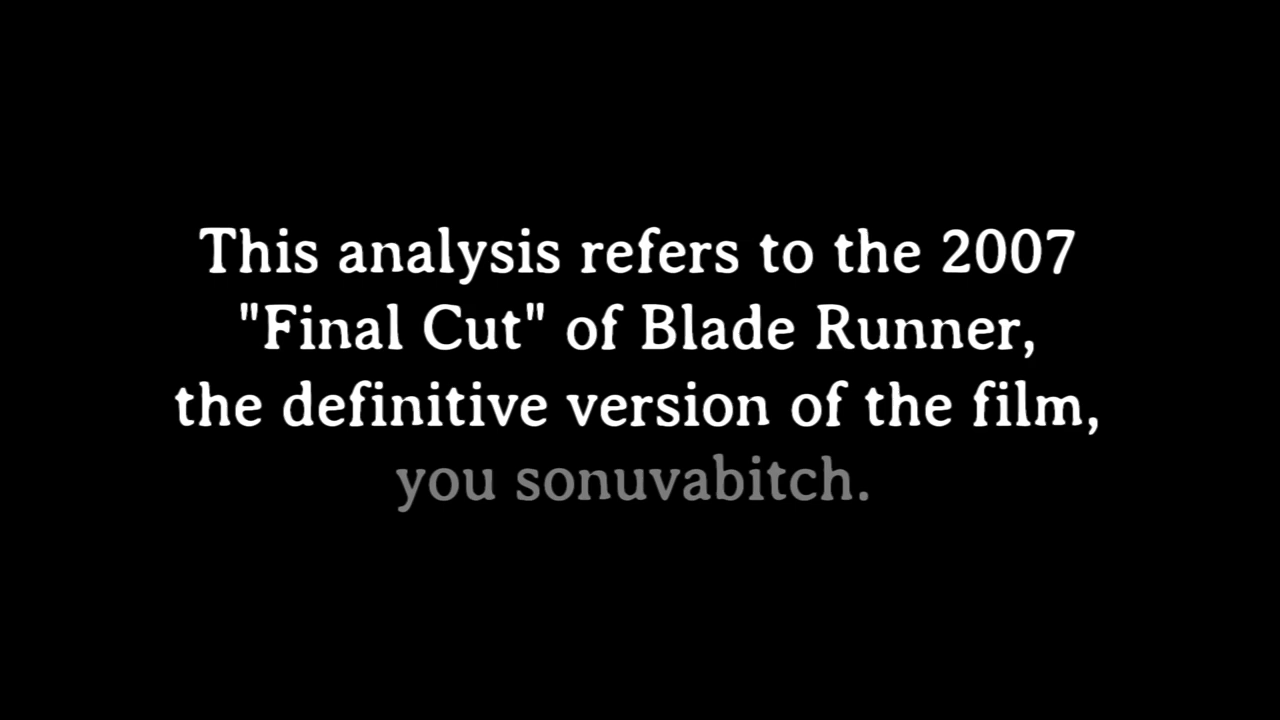 This analysis refers to the 2007
"Final Cut" of Blade Runner,
the definitive version of the film,
you sonuvabitch.